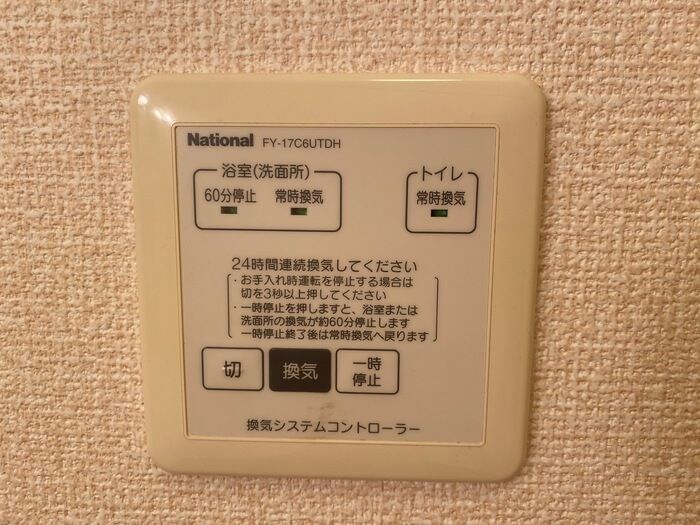 National FY-17C6UTDH
浴室(洗面所)
トイレ
60分停止 常時換気
常時換気
24時間連続換気してください
・お手入れ時運転を停止する場合は
切を3秒以上押してください
・一時停止を押しますと、浴室または
洗面所の換気が約60分停止します
一時停止終了後は常時換気へ戻ります
切
換気
一時
停止
換気システムコントローラー